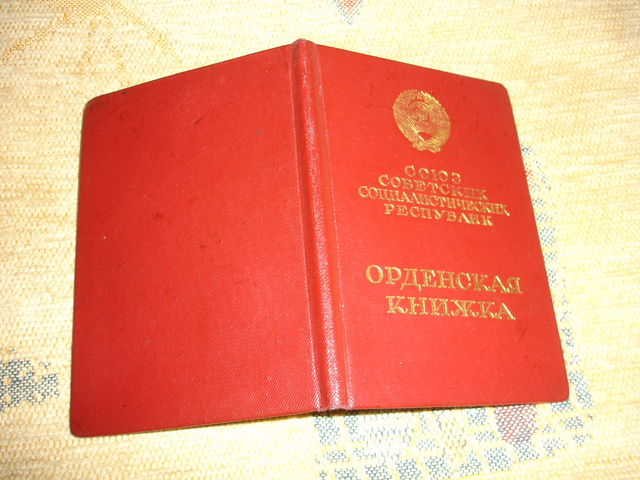 СОЮЗ
СОВЕТСКИХ
СОЦИАЛИСТИЧЕСКИХ
РЕСПУБЛИК
ОРДЕНСКАЯ
КНИЖКА